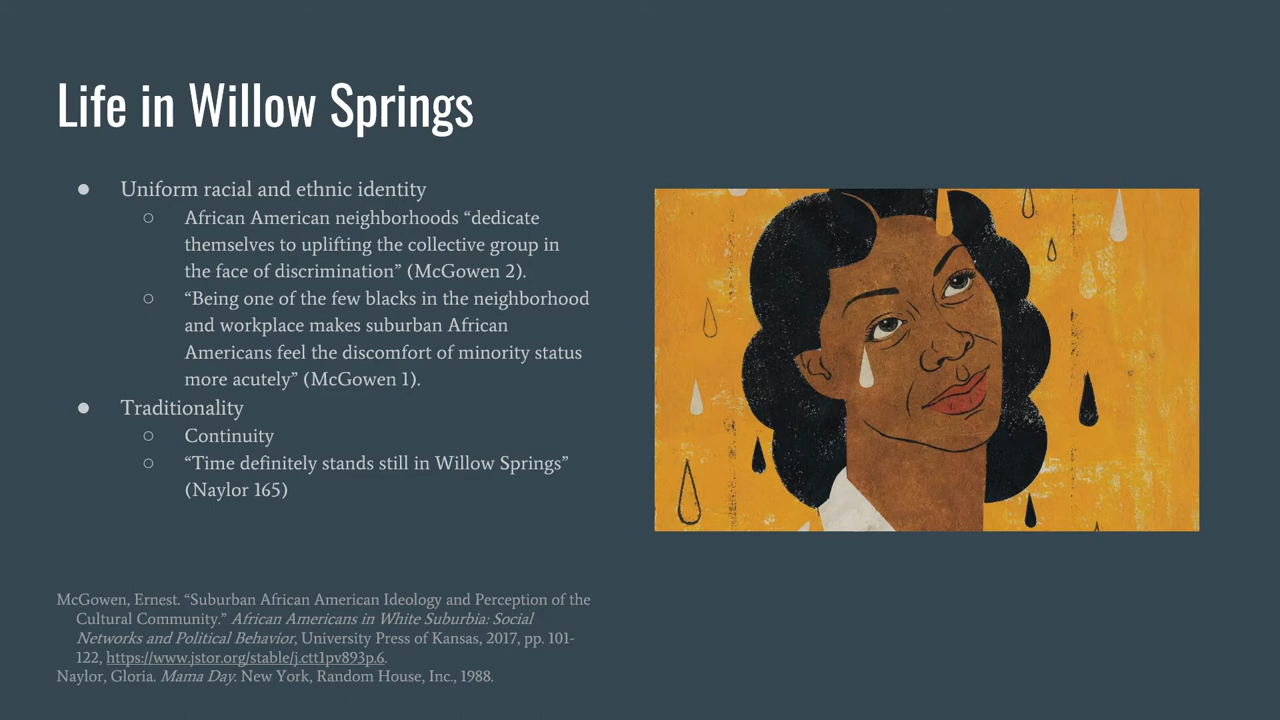 Life in Willow Springs
● Uniform racial and ethnic identity
○ African American neighborhoods “dedicate
themselves to uplifting the collective group in
the face of discrimination” (McGowen 2).
○ “Being one of the few blacks in the neighborhood
and workplace makes suburban African
Americans feel the discomfort of minority status
more acutely” (McGowen 1).
● Traditionality
○ Continuity
○ “Time definitely stands still in Willow Springs”
(Naylor 165)
McGowen, Ernest. “Suburban African American Ideology and Perception of the
Cultural Community.” African Americans in White Suburbia: Social
Networks and Political Behavior, University Press of Kansas, 2017, pp. 101-
122, https://www.jstor.org/stable/j.ctt1pv893p.6.
Naylor, Gloria. Mama Day. New York, Random House, Inc., 1988.